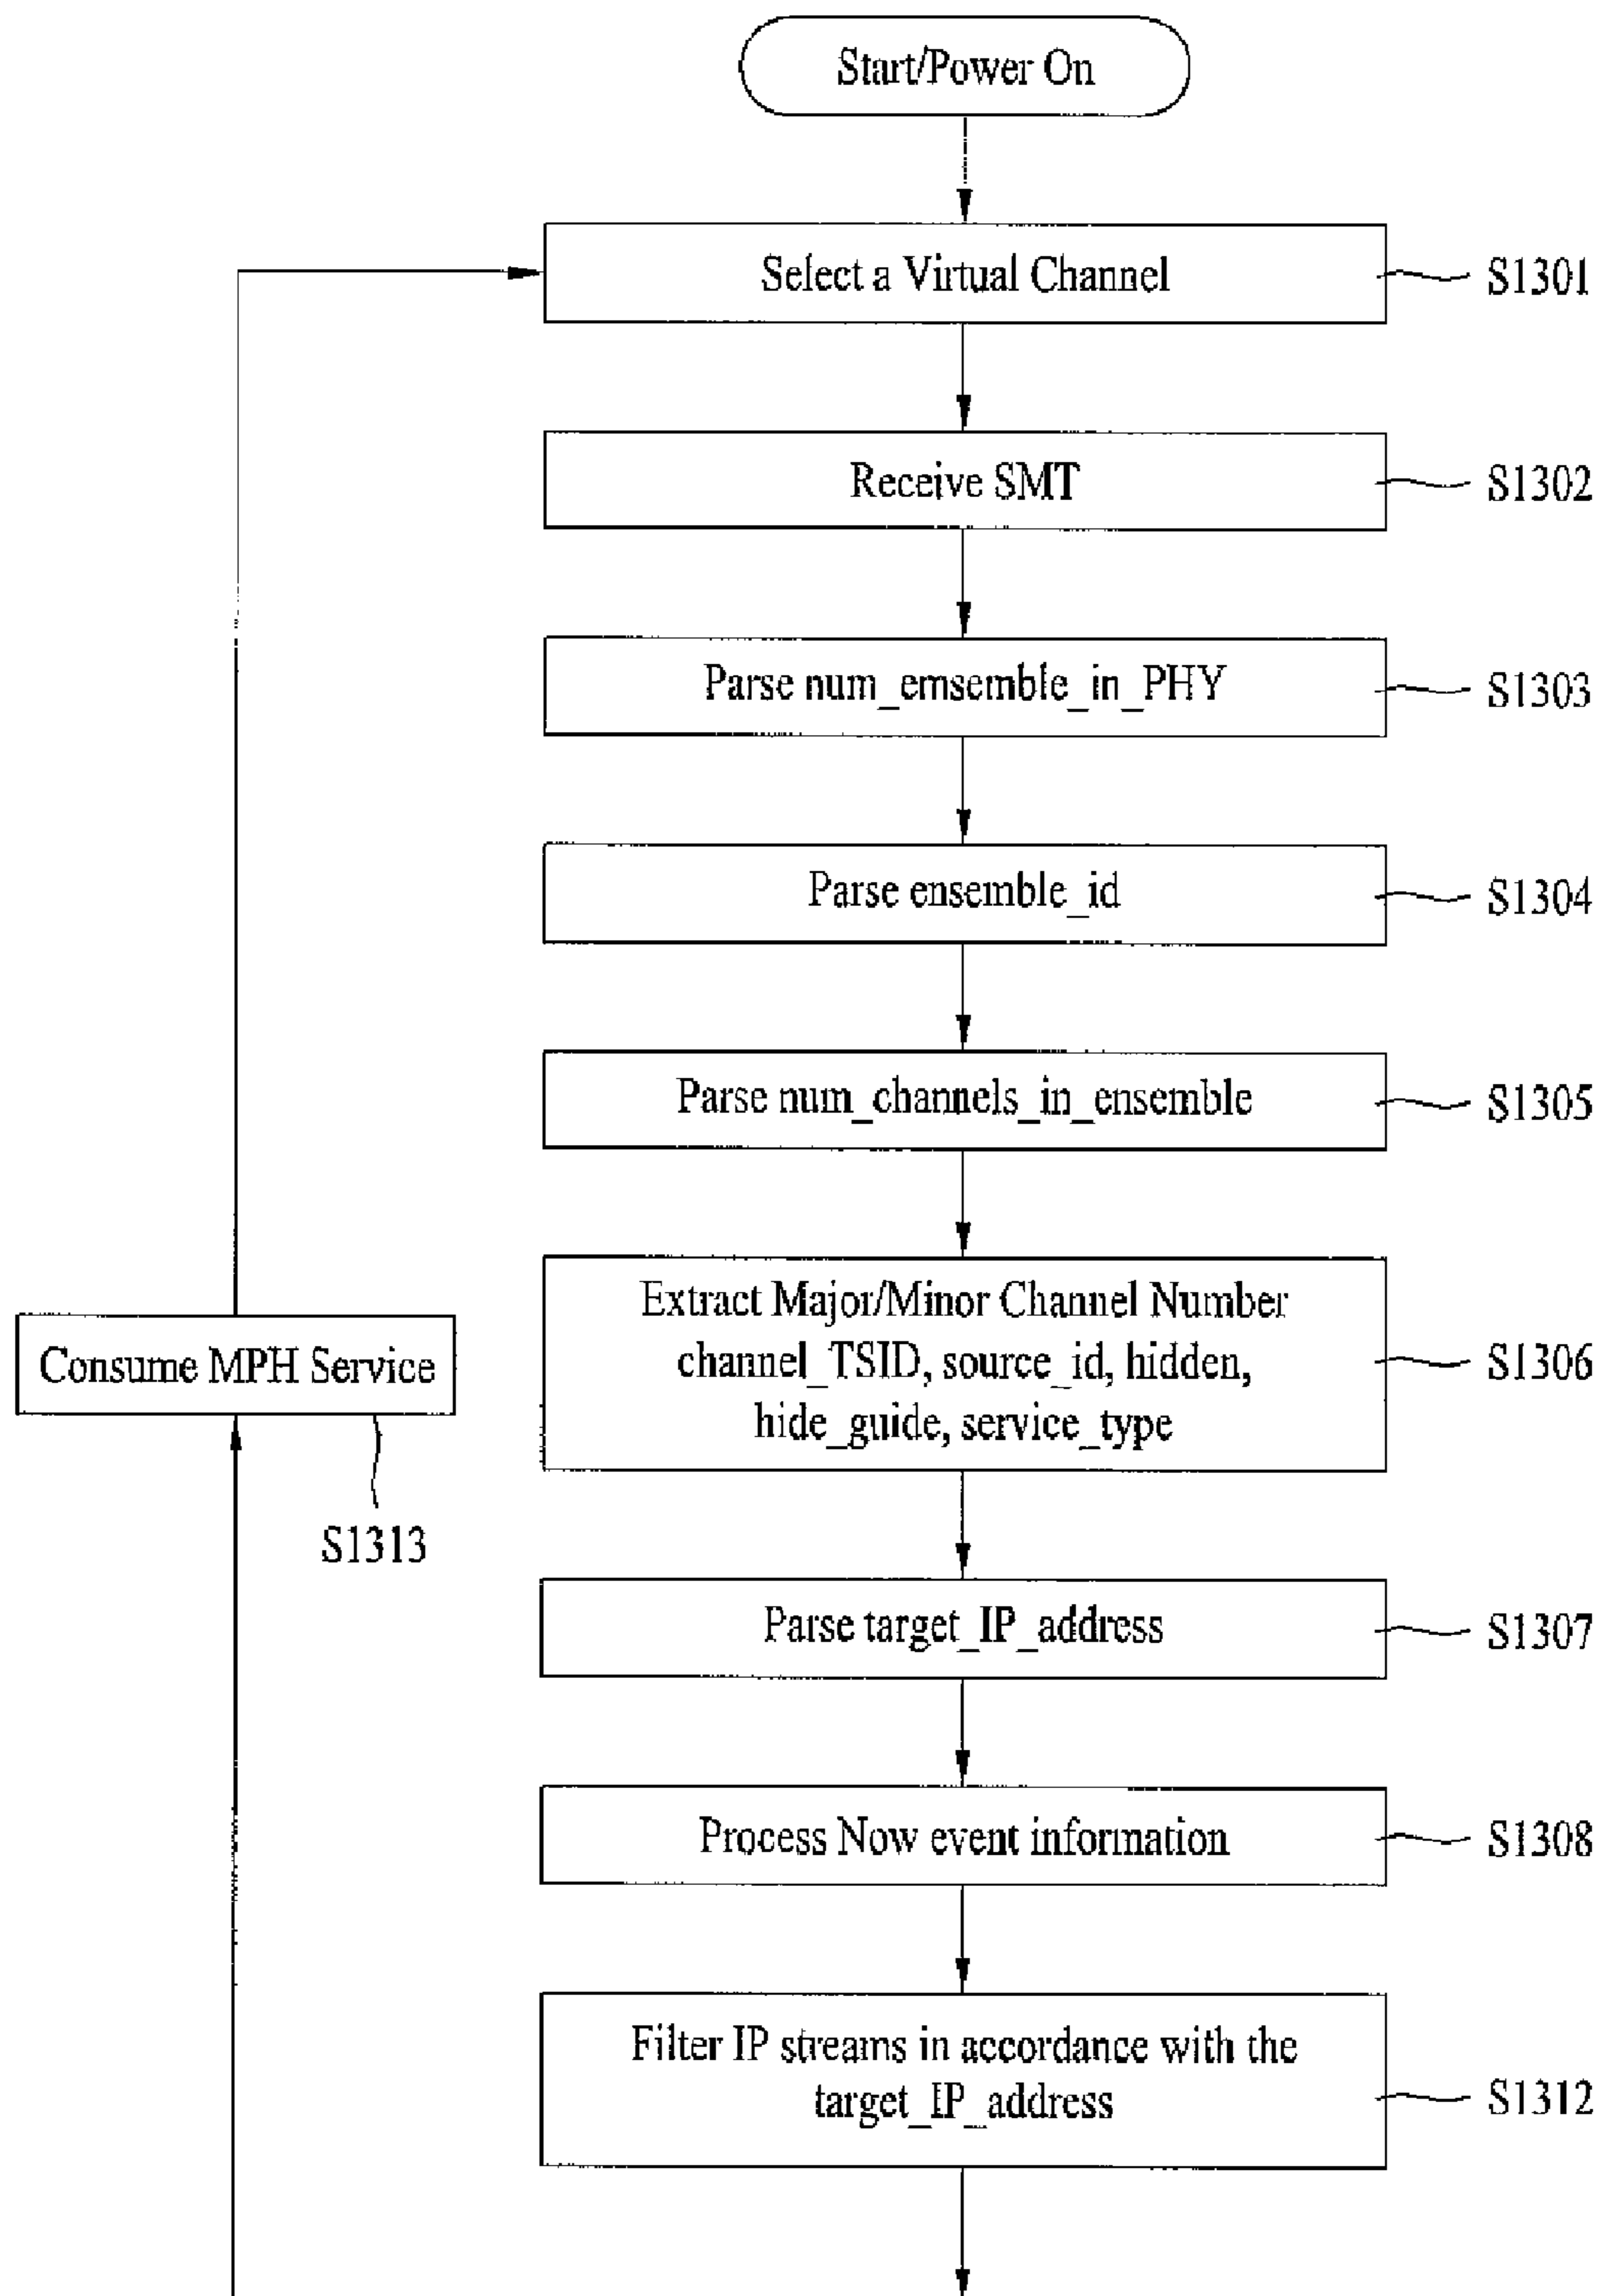 Start/Power On
Select a Virtual Channel
S1301
Receive SMT
S1302
Parse num_emsemble_in_PHY
S1303
Parse ensemble_id
S1304
Parse num_channels_in_ensemble
S1305
Extract Major/Minor Channel Number
channel_TSID, source_id, hidden,
hide_guide, service_type
S1306
Consume MPH Service
S1313
Parse target_IP_address
S1307
Process Now event information
S1308
Filter IP streams in accordance with the
target_IP_address
S1312